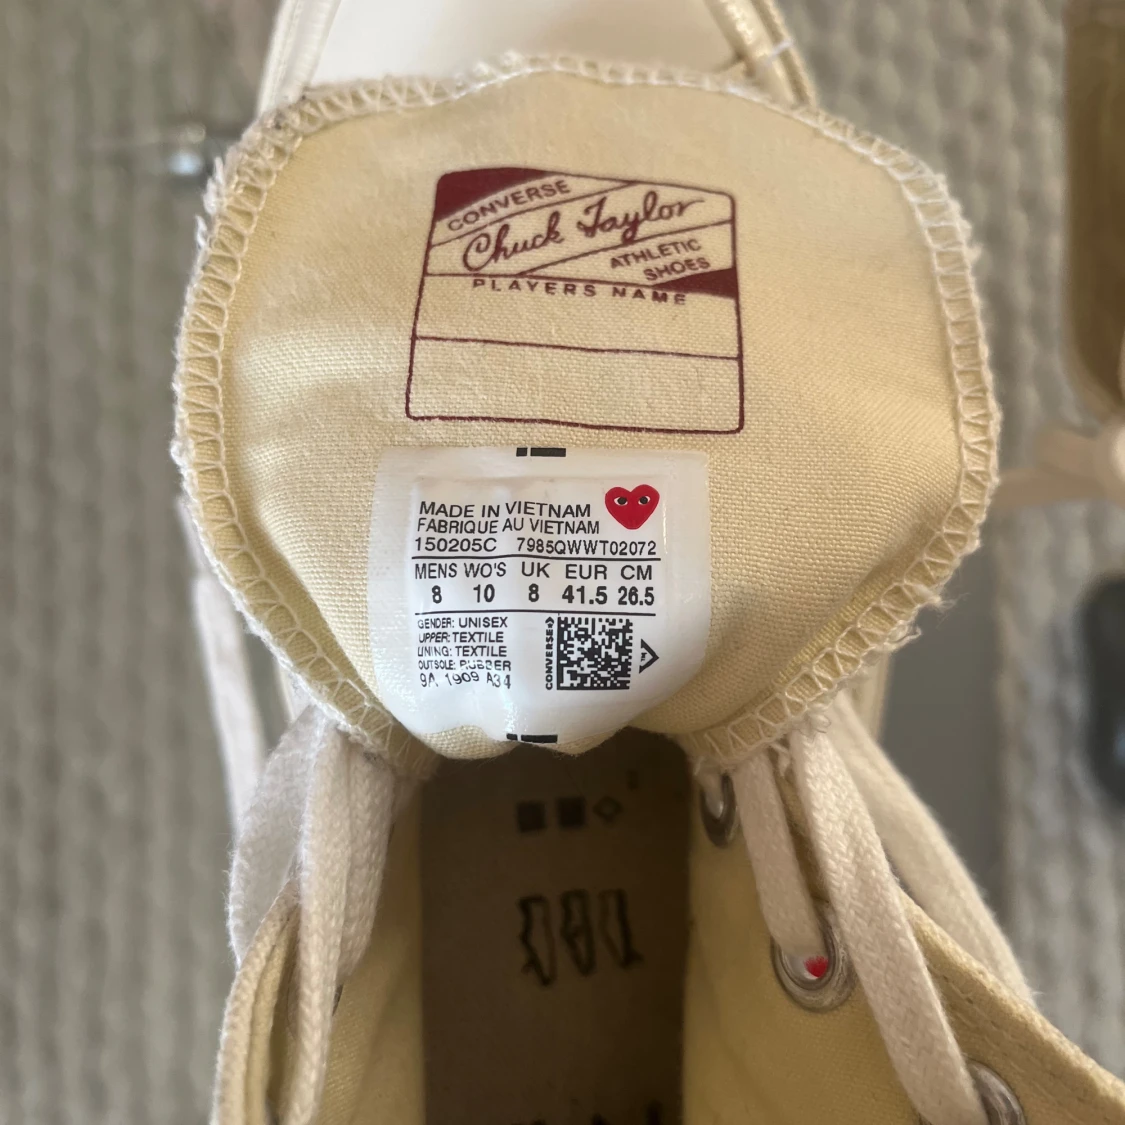 CONVERSE
Chuck Taylor
ATHLETIC
SHOES
PLAYERS NAME
MADE IN VIETNAM
FABRIQUE AU VIETNAM
150205C 7985QWWT02072
MENS WO'S UK EUR CM
8 10 8 41.5 26.5
GENDER: UNISEX
UPPER: TEXTILE
LINING: TEXTILE
OUTSOLE: RUBBER
9A 1909 A34
CONVERSE